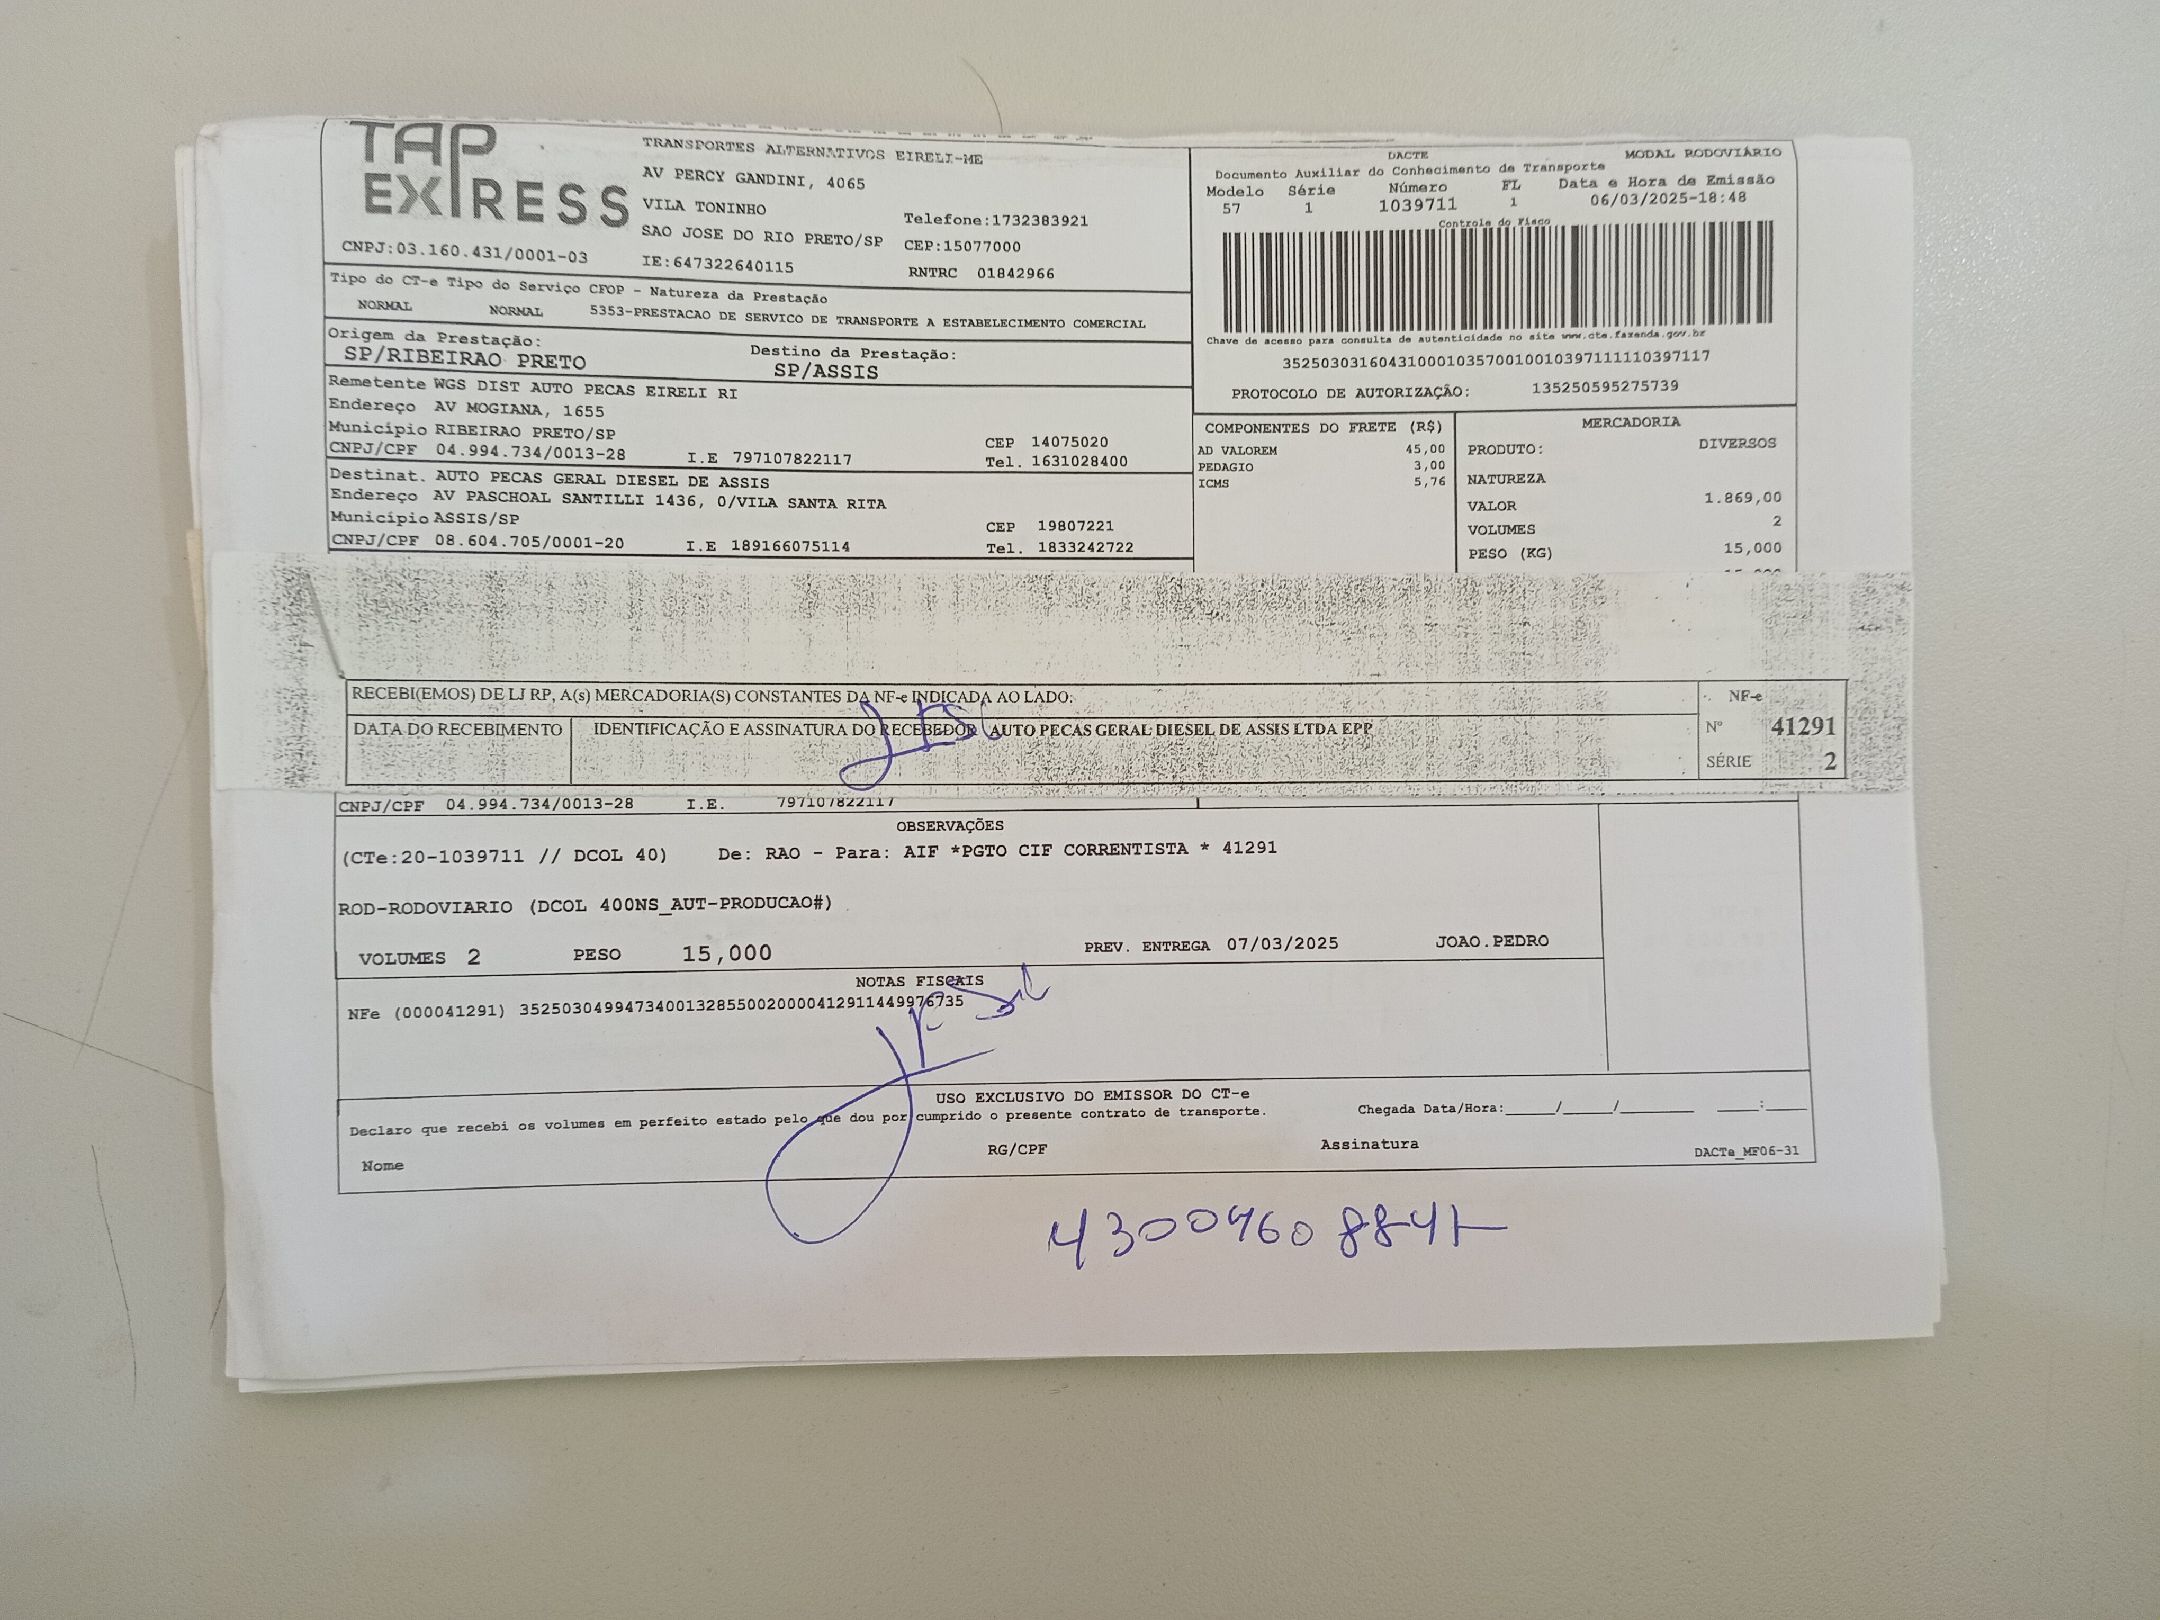 TAP
EXPRESS
CNPJ:03.160.431/0001-03
TRANSPORTES ALTERNATIVOS EIRELI-ME
AV PERCY GANDINI, 4065
VILA TONINHO
SAO JOSE DO RIO PRETO/SP
IE:647322640115
Telefone:1732383921
CEP:15077000
RNTRC 01842966
DACTE MODAL RODOVIÁRIO
Documento Auxiliar do Conhecimento de Transporte
Modelo Série Número FL Data e Hora de Emissão
57 1 1039711 1 06/03/2025-18:48
Controle do Fisco
Chave de acesso para consulta de autenticidade no site www.cte.fazenda.gov.br
35250303160431000103570010010397111110397117
PROTOCOLO DE AUTORIZAÇÃO: 135250595275739
Tipo do CT-e Tipo do Serviço CFOP - Natureza da Prestação
NORMAL NORMAL 5353-PRESTACAO DE SERVICO DE TRANSPORTE A ESTABELECIMENTO COMERCIAL
Origem da Prestação: Destino da Prestação:
SP/RIBEIRAO PRETO SP/ASSIS
Remetente WGS DIST AUTO PECAS EIRELI RI
Endereço AV MOGIANA, 1655
Município RIBEIRAO PRETO/SP CEP 14075020
CNPJ/CPF 04.994.734/0013-28 I.E 797107822117 Tel. 1631028400
Destinat. AUTO PECAS GERAL DIESEL DE ASSIS
Endereço AV PASCHOAL SANTILLI 1436, 0/VILA SANTA RITA
Município ASSIS/SP CEP 19807221
CNPJ/CPF 08.604.705/0001-20 I.E 189166075114 Tel. 1833242722
COMPONENTES DO FRETE (R$)
AD VALOREM 45,00
PEDAGIO 3,00
ICMS 5,76
MERCADORIA
PRODUTO: DIVERSOS
NATUREZA
VALOR 1.869,00
VOLUMES 2
PESO (KG) 15,000
RECEBI(EMOS) DE LJ RP, A(s) MERCADORIA(S) CONSTANTES DA NF-e INDICADA AO LADO.
DATA DO RECEBIMENTO IDENTIFICAÇÃO E ASSINATURA DO RECEBEDOR AUTO PECAS GERAL DIESEL DE ASSIS LTDA EPP
NF-e
Nº 41291
SÉRIE 2
CNPJ/CPF 04.994.734/0013-28 I.E. 797107822117
OBSERVAÇÕES
(CTe:20-1039711 // DCOL 40) De: RAO - Para: AIF *PGTO CIF CORRENTISTA * 41291
ROD-RODOVIARIO (DCOL 400NS_AUT-PRODUCAO#)
VOLUMES 2 PESO 15,000 PREV. ENTREGA 07/03/2025 JOAO.PEDRO
NOTAS FISCAIS
NFe (000041291) 35250304994734001328550020000412911449976735
USO EXCLUSIVO DO EMISSOR DO CT-e
Declaro que recebi os volumes em perfeito estado pelo que dou por cumprido o presente contrato de transporte. Chegada Data/Hora:_____/_____/_______ ____:____
Nome RG/CPF Assinatura DACTe_MF06-31